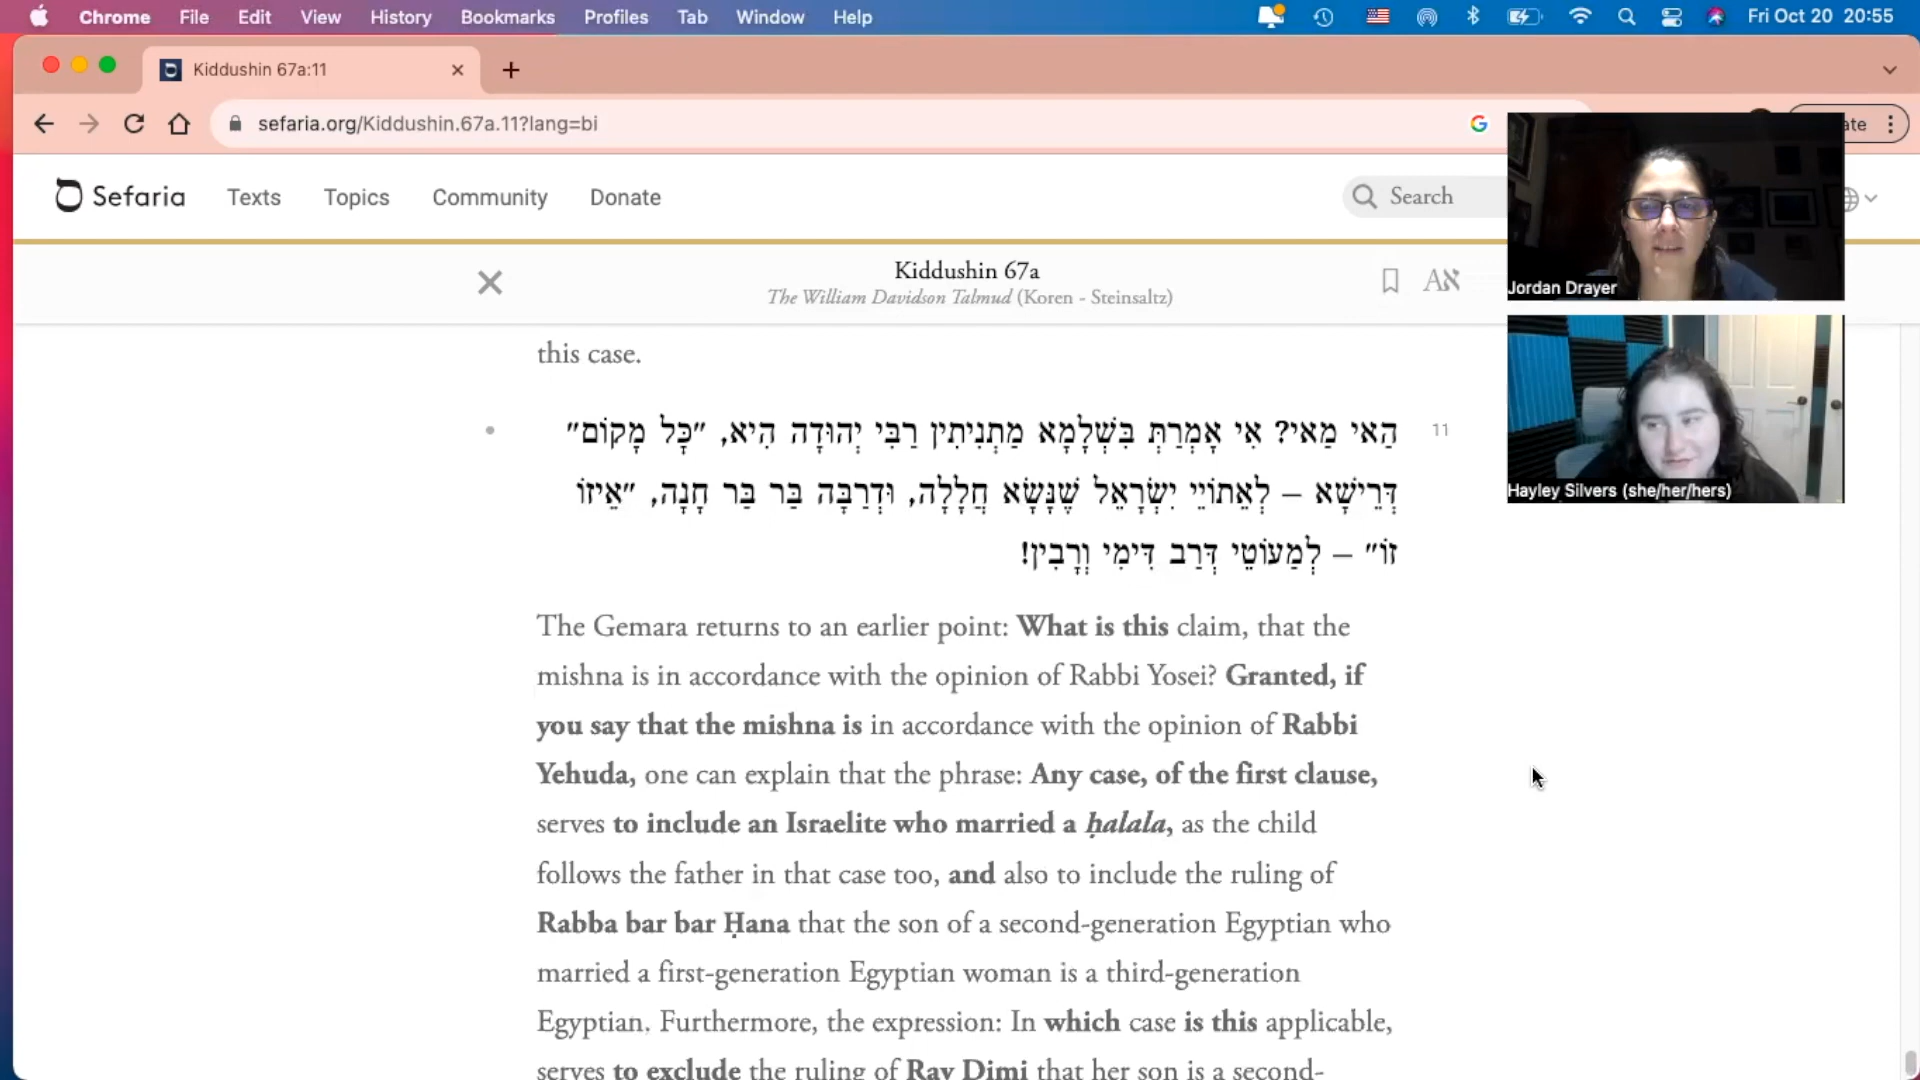 Chrome File Edit View History Bookmarks Profiles Tab Window Help Fri Oct 20 20:55
Kiddushin 67a:11
sefaria.org/Kiddushin.67a.11?lang=bi
Sefaria Texts Topics Community Donate Search
Kiddushin 67a
The William Davidson Talmud (Koren - Steinsaltz)
Jordan Drayer
Hayley Silvers (she/her/hers)
this case.
11
הַאי מַאי? אִי אָמְרַתְּ בִּשְׁלָמָא מַתְנִיתִין רַבִּי יְהוּדָה הִיא, ״כׇּל מָקוֹם״
דְּרֵישָׁא – לְאֵתוֹיֵי יִשְׂרָאֵל שֶׁנָּשָׂא חֲלָלָה, וּדְרַבָּה בַּר בַּר חָנָה, ״אֵיזוֹ
זוֹ״ – לְמַעוֹטֵי דְּרַב דִּימִי וְרָבִין!
The Gemara returns to an earlier point: What is this claim, that the
mishna is in accordance with the opinion of Rabbi Yosei? Granted, if
you say that the mishna is in accordance with the opinion of Rabbi
Yehuda, one can explain that the phrase: Any case, of the first clause,
serves to include an Israelite who married a ḥalala, as the child
follows the father in that case too, and also to include the ruling of
Rabba bar bar Ḥana that the son of a second-generation Egyptian who
married a first-generation Egyptian woman is a third-generation
Egyptian. Furthermore, the expression: In which case is this applicable,
serves to exclude the ruling of Rav Dimi that her son is a second-